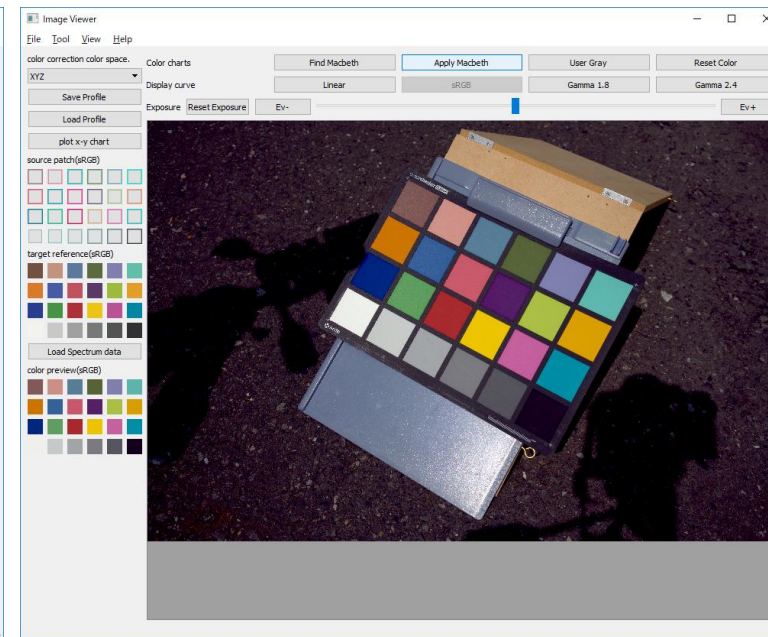 Image Viewer
File Tool View Help
color correction color space.
XYZ
Save Profile
Load Profile
plot x-y chart
source patch(sRGB)
target reference(sRGB)
Load Spectrum data
color preview(sRGB)
Color charts Find Macbeth Apply Macbeth User Gray Reset Color
Display curve Linear sRGB Gamma 1.8 Gamma 2.4
Exposure Reset Exposure Ev- Ev+